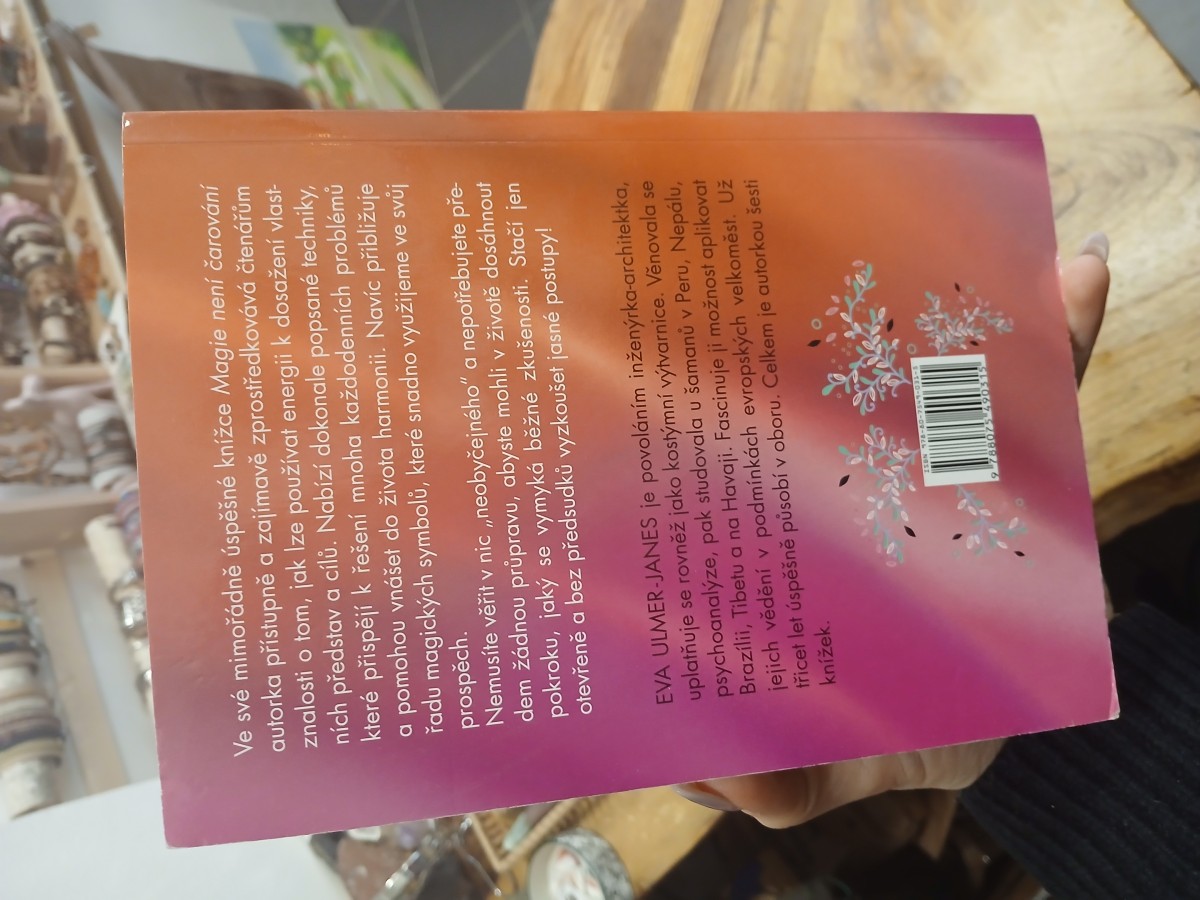 Ve své mimořádně úspěšné knížce Magie není čarování
autorka přístupně a zajímavě zprostředkovává čtenářům
znalosti o tom, jak lze používat energii k dosažení vlast-
ních představ a cílů. Nabízí dokonale popsané techniky,
které přispějí k řešení mnoha každodenních problémů
a pomohou vnášet do života harmonii. Navíc přibližuje
řadu magických symbolů, které snadno využijeme ve svůj
prospěch.
Nemusíte věřit v nic „neobyčejného“ a nepotřebujete pře-
dem žádnou průpravu, abyste mohli v životě dosáhnout
pokroku, jaký se vymyká běžné zkušenosti. Stačí jen
otevřeně a bez předsudků vyzkoušet jasné postupy!
EVA ULMER-JANES je povoláním inženýrka-architektka,
uplatňuje se rovněž jako kostýmní výtvarnice. Věnovala se
psychoanalýze, pak studovala u šamanů v Peru, Nepálu,
Brazílii, Tibetu a na Havaji. Fascinuje ji možnost aplikovat
jejich vědění v podmínkách evropských velkoměst. Už
třicet let úspěšně působí v oboru. Celkem je autorkou šesti
knížek.